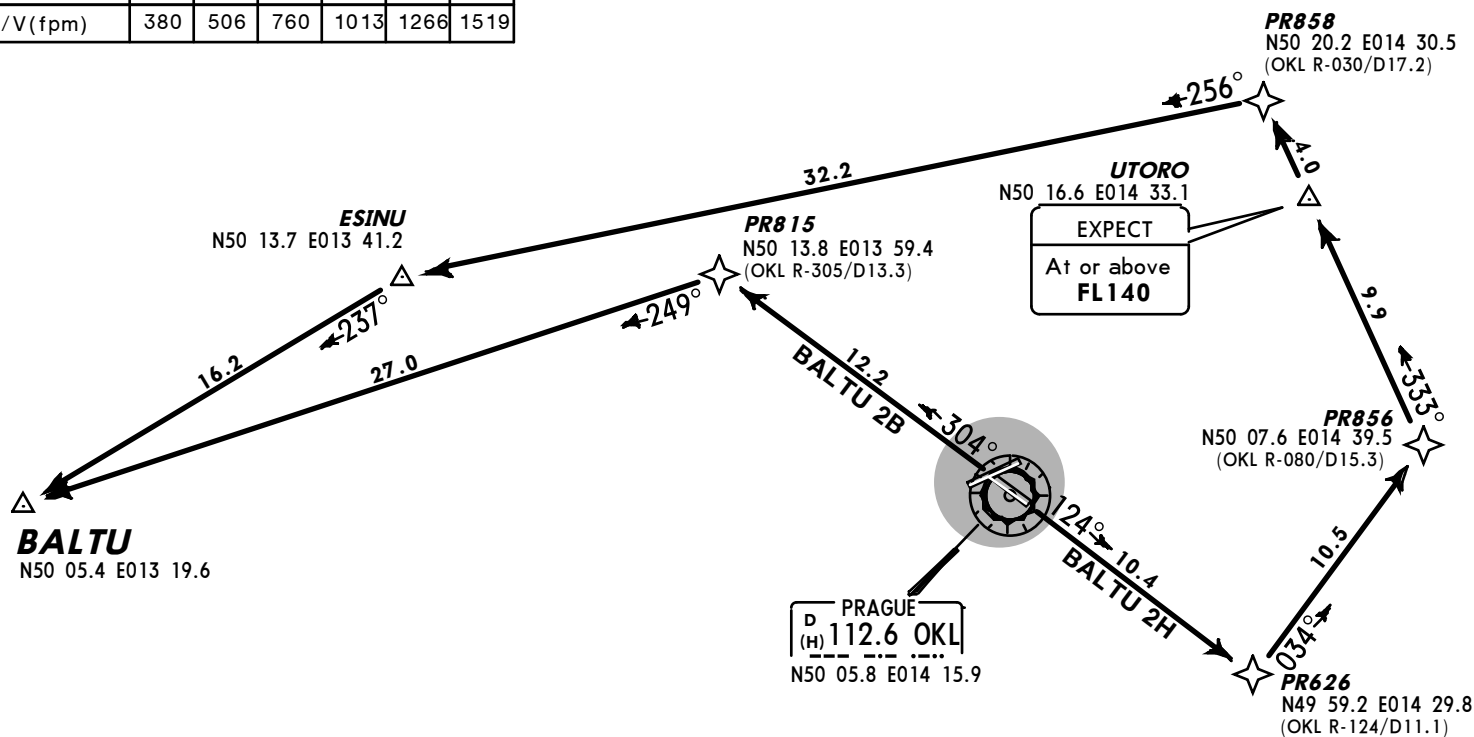 /V(fpm) 380 506 760 1013 1266 1519
PR858
N50 20.2 E014 30.5
(OKL R-030/D17.2)
256°
4.0
32.2
UTORO
N50 16.6 E014 33.1
EXPECT
At or above
FL140
ESINU
N50 13.7 E013 41.2
PR815
N50 13.8 E013 59.4
(OKL R-305/D13.3)
237°
249°
16.2
27.0
12.2
BALTU 2B
304°
9.9
333°
PR856
N50 07.6 E014 39.5
(OKL R-080/D15.3)
BALTU
N50 05.4 E013 19.6
124°
10.4
BALTU 2H
10.5
034°
PRAGUE
D
(H) 112.6 OKL
N50 05.8 E014 15.9
PR626
N49 59.2 E014 29.8
(OKL R-124/D11.1)